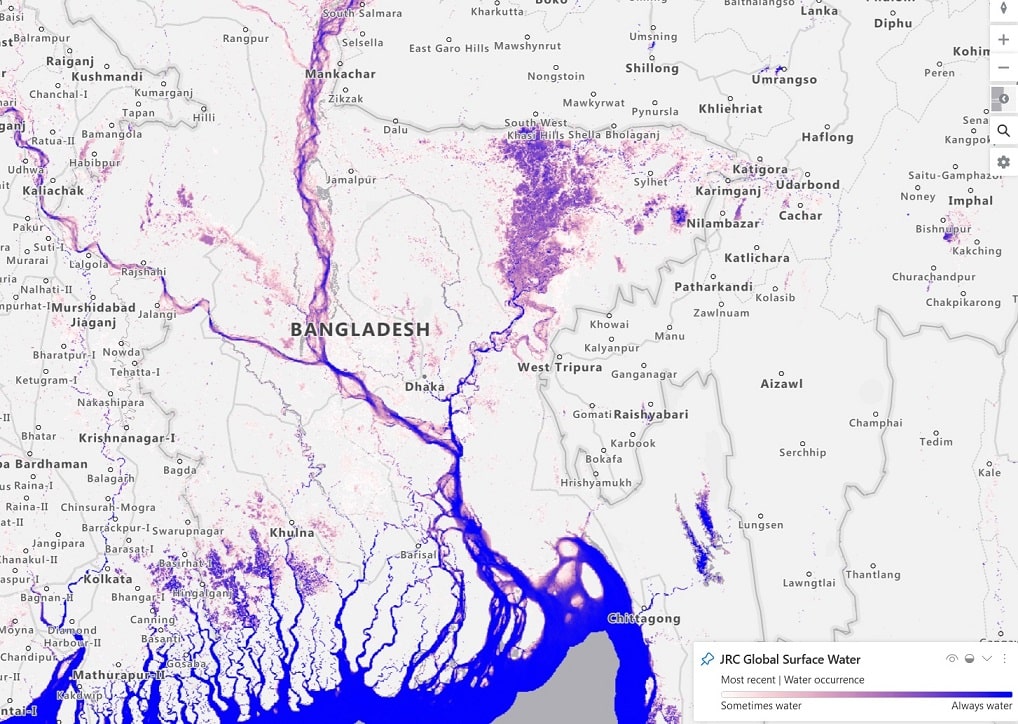 Baisi
Balrampur
Raiganj
Kushmandi
Chanchal-I
Kumarganj
Tapan
Hilli
Rangpur
South Salmara
Selsella
Mankachar
Zikzak
East Garo Hills
Kharkutta
Mawshynrut
Nongstoin
Mawkyrwat
Umsning
Shillong
Pynursla
Khliehriat
Baithalangso
Umrangso
Lanka
Diphu
Haflong
Peren
Ratua-II
Bamangola
Habibpur
Udhwa
Kaliachak
Dalu
South West
Khasi Hills
Shella Bholaganj
Jamalpur
Sylhet
Katigora
Karimganj
Udarbond
Nilambazar
Cachar
Saitu-Gamphazol
Noney
Imphal
Bishnupur
Kakching
Pakur
Suti-I
Murarai
Lalgola
Rajshahi
Nalhati-II
Murshidabad
Jiaganj
Jalangi
Katlichara
Patharkandi
Kolasib
Zawlnuam
Churachandpur
Chakpikarong
BANGLADESH
Bharatpur-I
Nowda
Tehatta-I
Ketugram-I
Nakashipara
Khowai
Manu
Kalyanpur
West Tripura
Ganganagar
Dhaka
Aizawl
Bhatar
Krishnanagar-I
Gomati
Raishyabari
Karbook
Bokafa
Hrishyamukh
Champhai
Serchhip
Tedim
Kale
Bardhaman
Bagda
Raina-I
Balagarh
Raina-II
Chinsurah-Mogra
Barrackpur-I
Swarupnagar
Jangipara
Barasat-I
Khanakul-II
Basirhat-I
Khulna
Barisal
Lungsen
Kolkata
Hingalganj
Bagnan-II
Bhangar-I
Canning
Lawngtlai
Thantlang
Moyna
Diamond
Harbour-II
Basanti
Chittagong
Chandipur
Gosaba
Mathurapur-II
Kakdwip
JRC Global Surface Water
Most recent | Water occurrence
Sometimes water
Always water